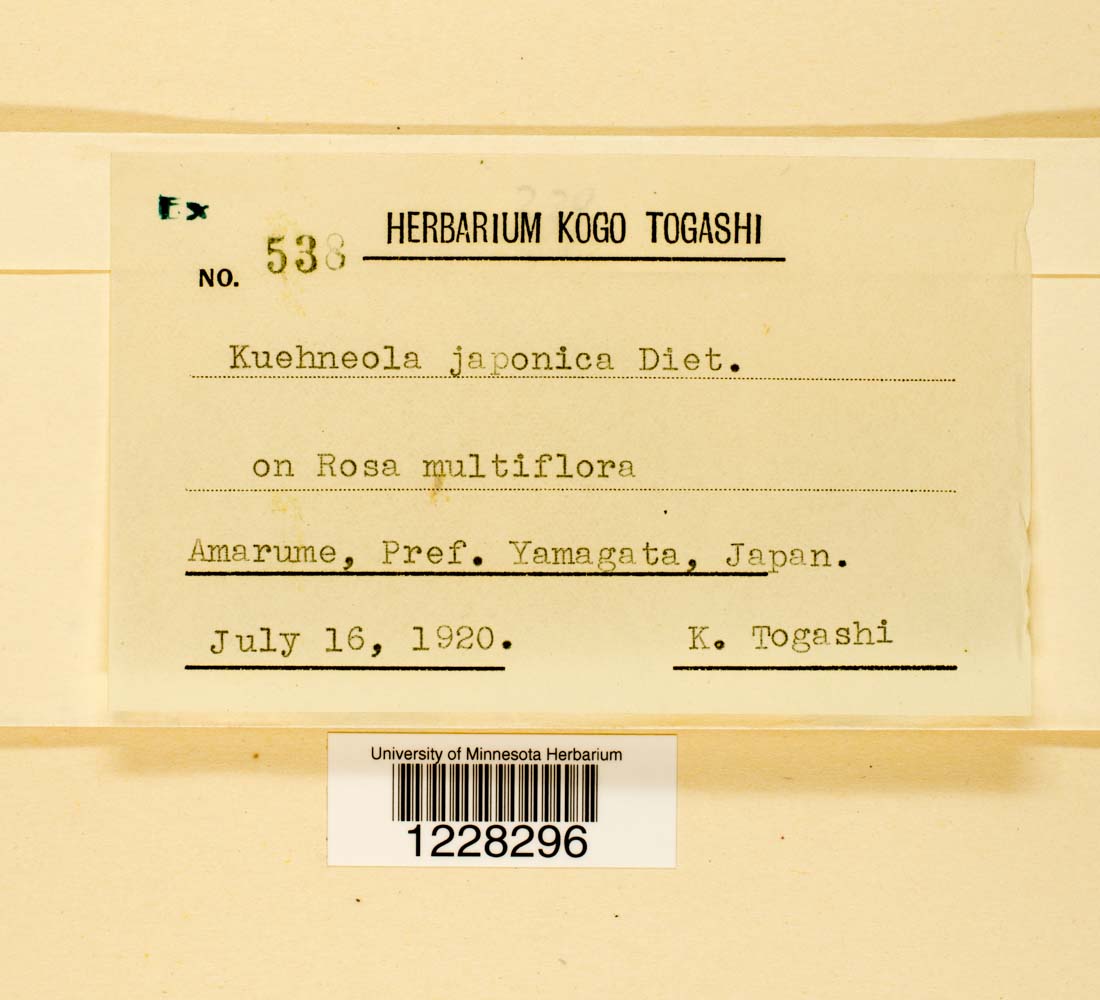 Ex
HERBARIUM KOGO TOGASHI
NO. 538
Kuehneola japonica Diet.
on Rosa multiflora
Amarume, Pref. Yamagata, Japan.
July 16, 1920. K. Togashi
University of Minnesota Herbarium
1228296